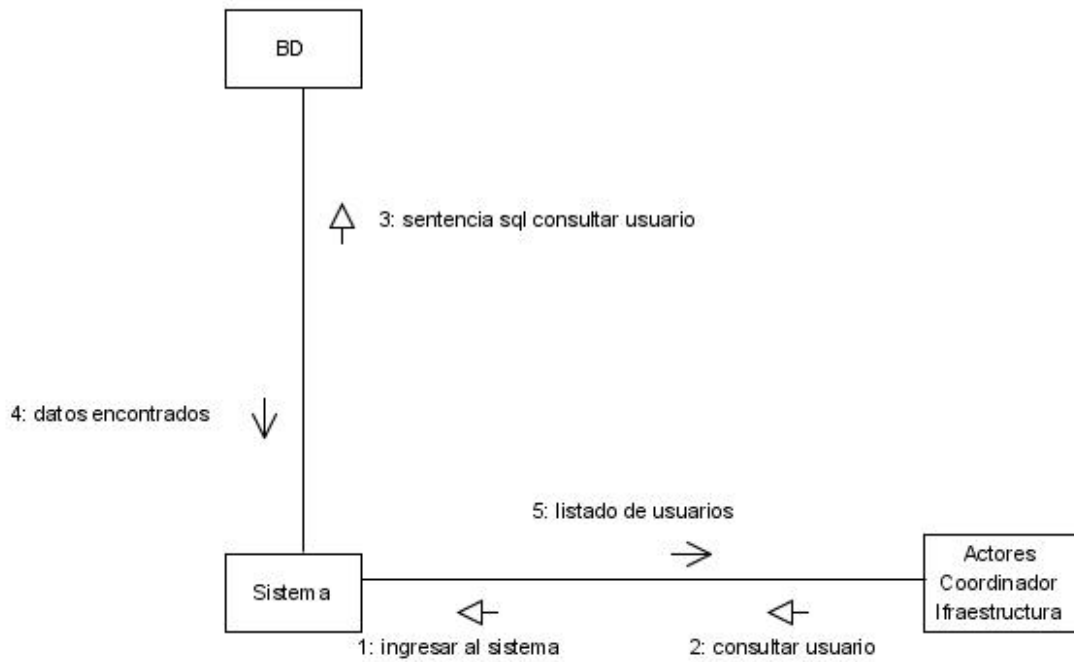 BD
3: sentencia sql consultar usuario
4: datos encontrados
5: listado de usuarios
Sistema
Actores
Coordinador
Ifraestructura
1: ingresar al sistema
2: consultar usuario